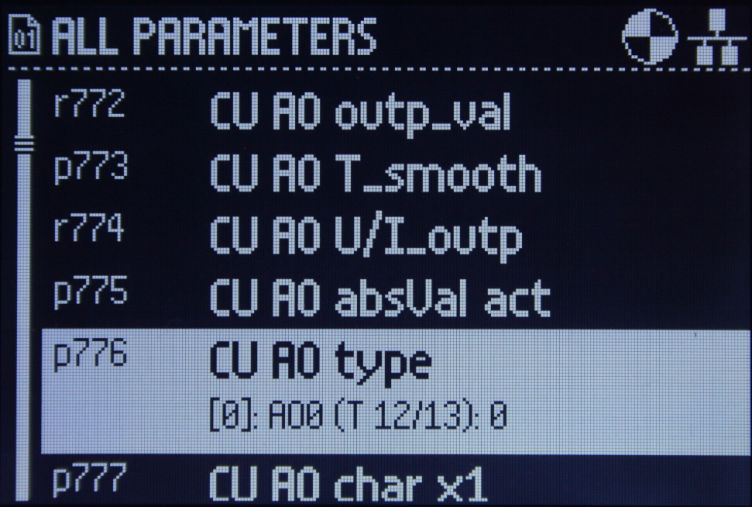 01 ALL PARAMETERS
r772 CU AO outp_val
p773 CU AO T_smooth
r774 CU AO U/I_outp
p775 CU AO absVal act
p776 CU AO type
[0]: AO0 (T 12/13): 0
p777 CU AO char x1